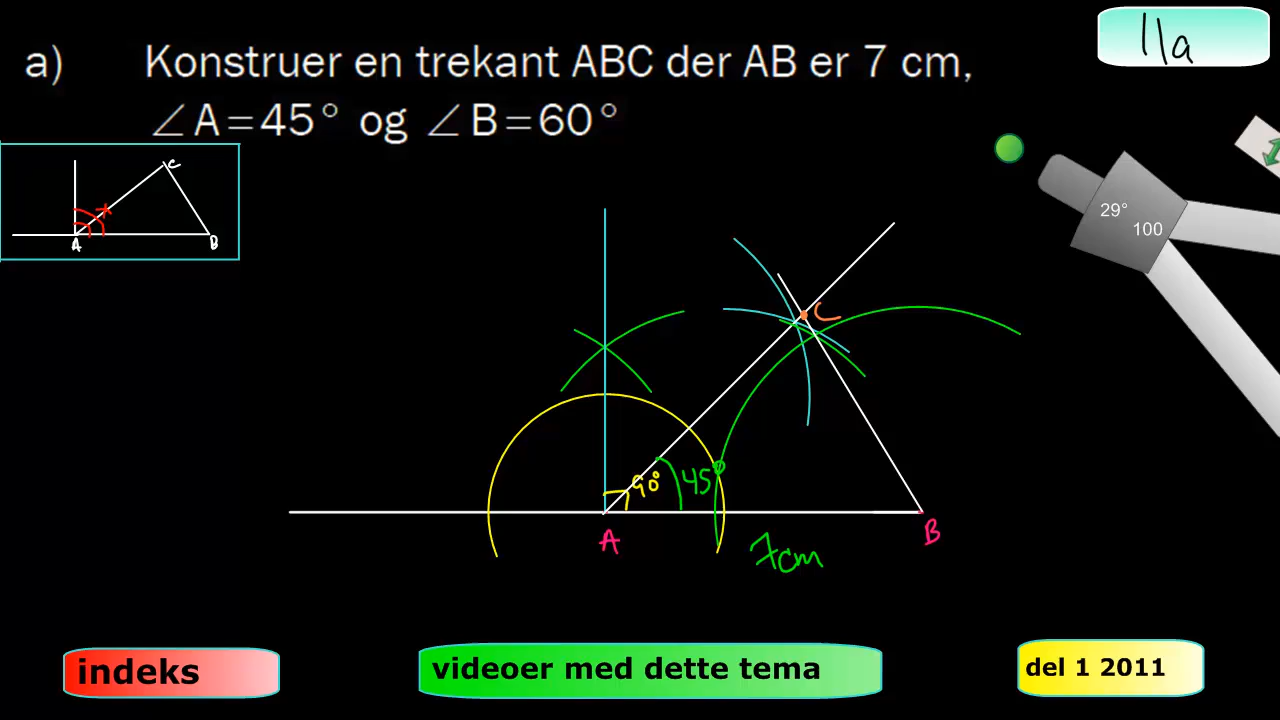 11a
a) Konstruer en trekant ABC der AB er 7 cm,
∠A=45° og ∠B=60°
C
A B
29°
100
C
90° 45°
A
B
7cm
indeks
videoer med dette tema
del 1 2011